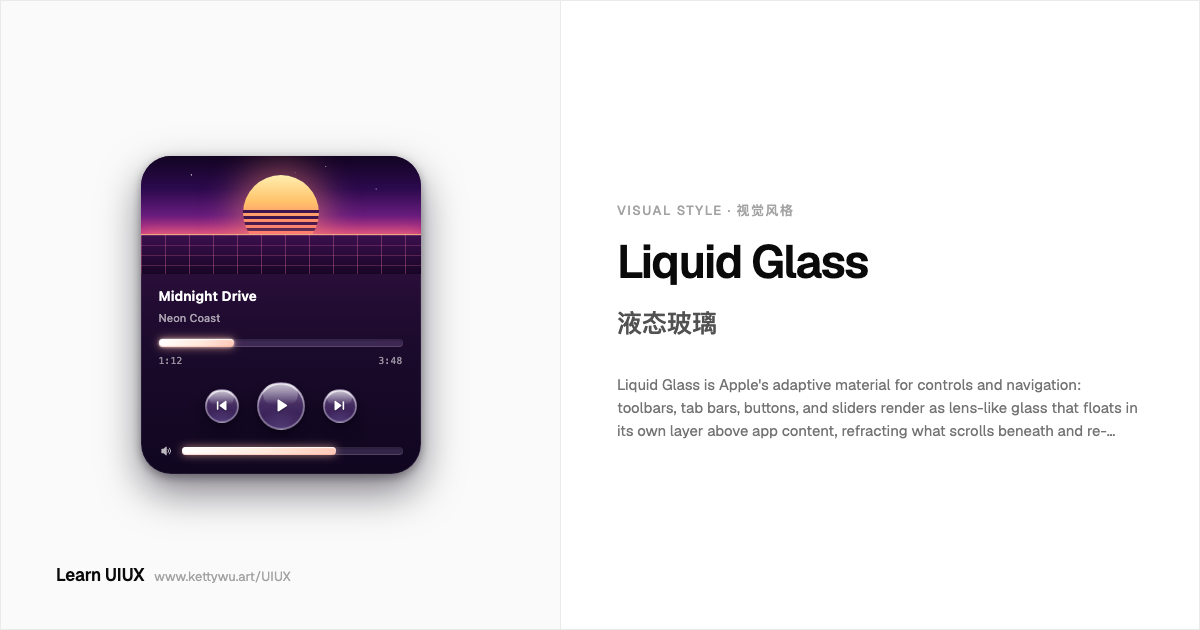 Midnight Drive
Neon Coast
1:12 3:48
Learn UIUX www.kettywu.art/UIUX
VISUAL STYLE · 视觉风格
Liquid Glass
液态玻璃
Liquid Glass is Apple's adaptive material for controls and navigation:
toolbars, tab bars, buttons, and sliders render as lens-like glass that floats in
its own layer above app content, refracting what scrolls beneath and re-…